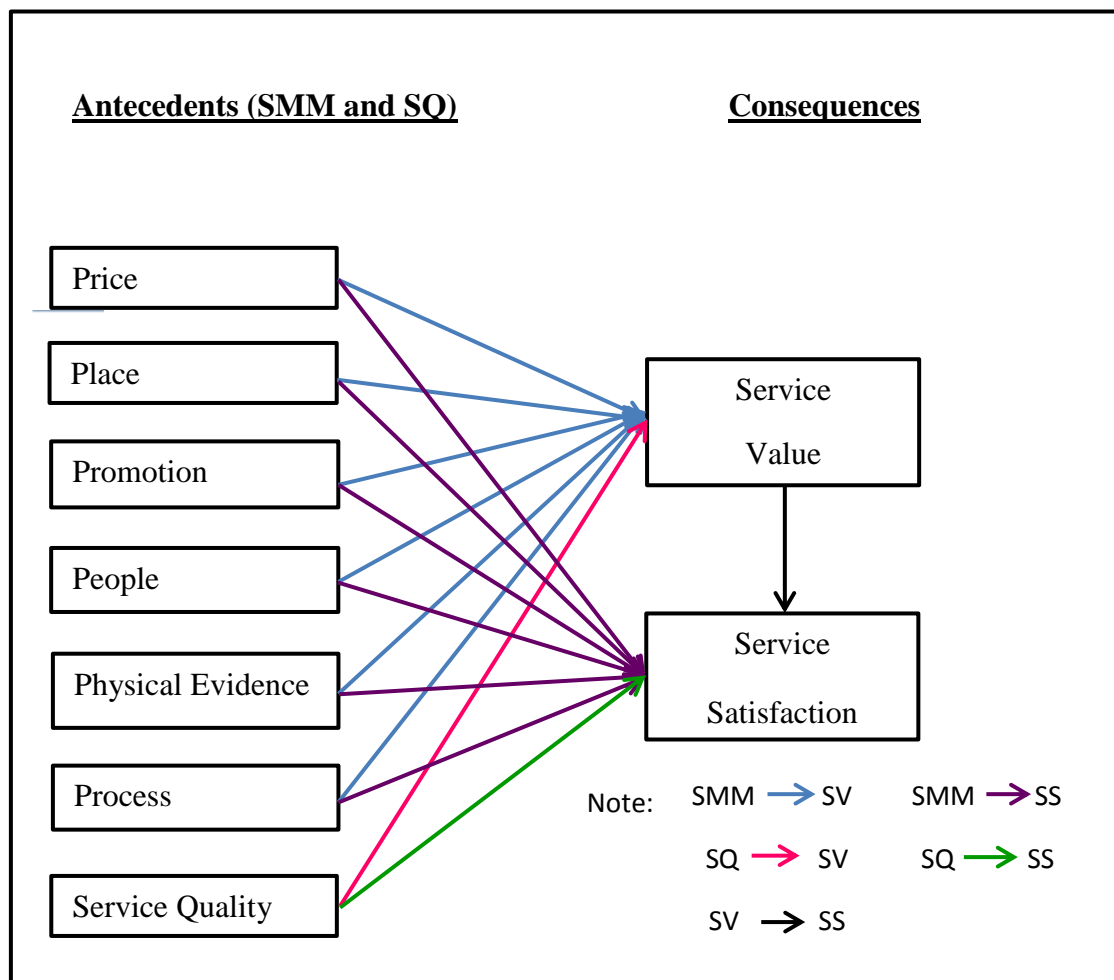 Antecedents (SMM and SQ)
Consequences
Price
Place
Promotion
People
Physical Evidence
Process
Service Quality
Service
Value
Service
Satisfaction
Note:
SMM SV
SMM SS
SQ SV
SQ SS
SV SS